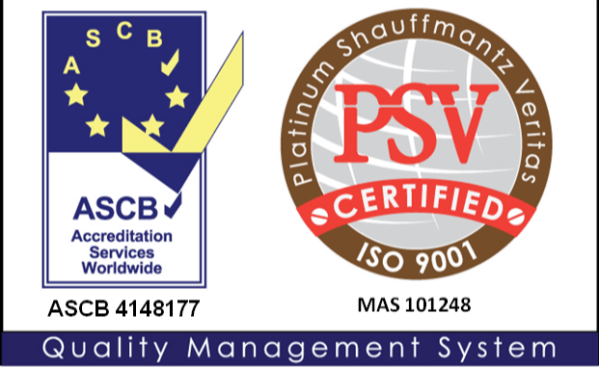 A S C B
ASCB
Accreditation
Services
Worldwide
ASCB 4148177
Platinum Shauffmantz Veritas
PSV
CERTIFIED
ISO 9001
MAS 101248
Quality Management System